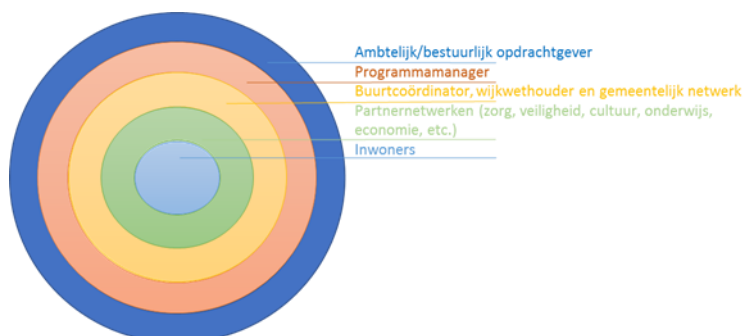 Ambtelijk/bestuurlijk opdrachtgever
Programmamanager
Buurtcoördinator, wijkwethouder en gemeentelijk netwerk
Partnernetwerken (zorg, veiligheid, cultuur, onderwijs,
economie, etc.)
Inwoners